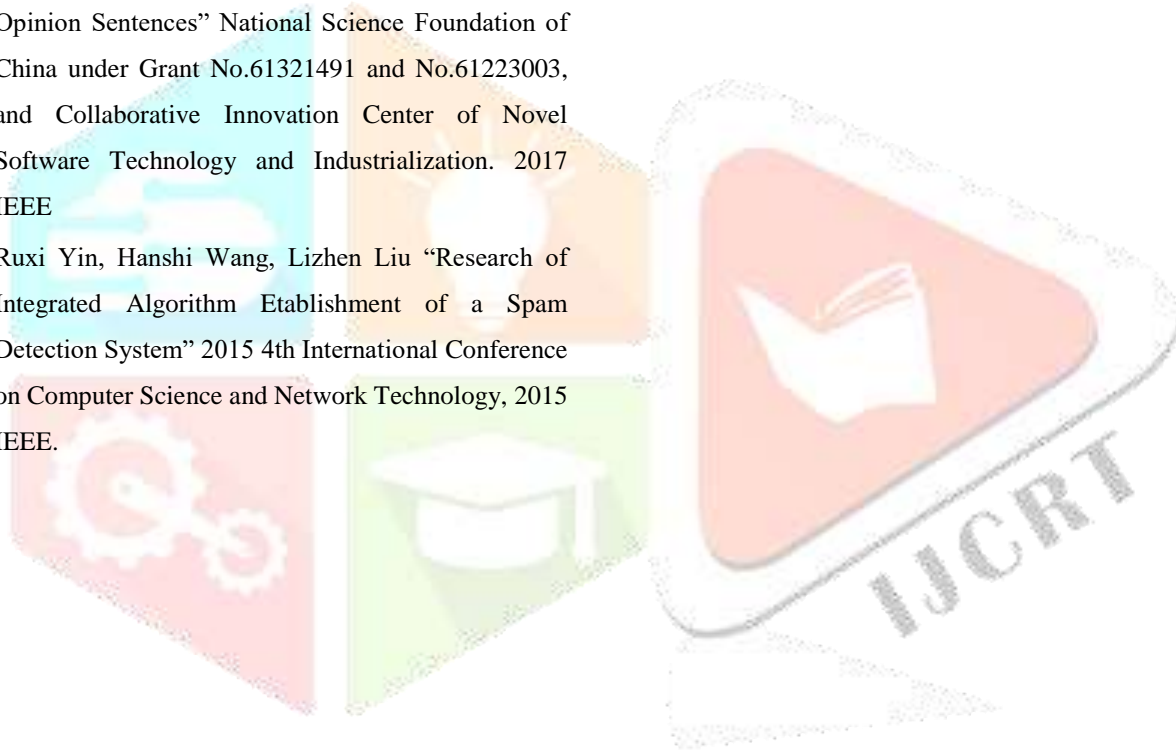 Opinion Sentences” National Science Foundation of
China under Grant No.61321491 and No.61223003,
and Collaborative Innovation Center of Novel
Software Technology and Industrialization. 2017
IEEE
Ruxi Yin, Hanshi Wang, Lizhen Liu “Research of
Integrated Algorithm Etablishment of a Spam
Detection System” 2015 4th International Conference
on Computer Science and Network Technology, 2015
IEEE.
IJCRT